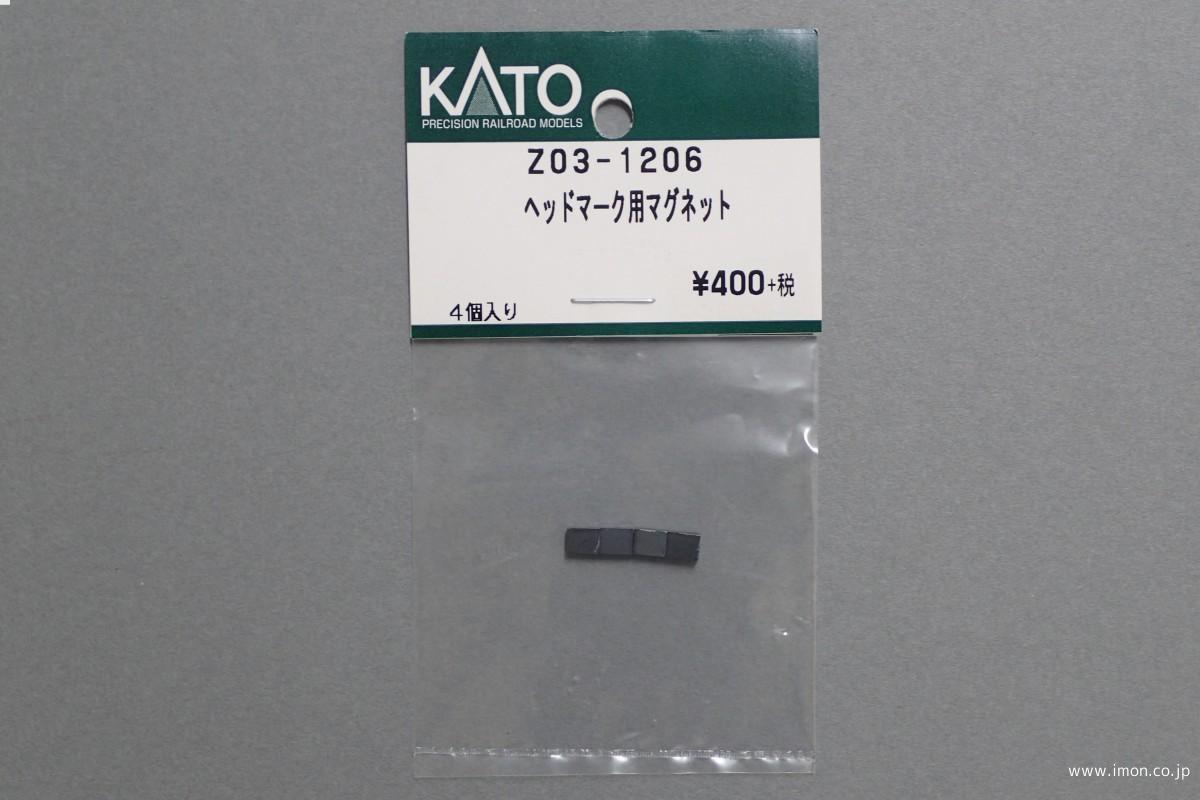 KATO
PRECISION RAILROAD MODELS
Z03-1206
ヘッドマーク用マグネット
¥400+税
4個入り
www.imon.co.jp